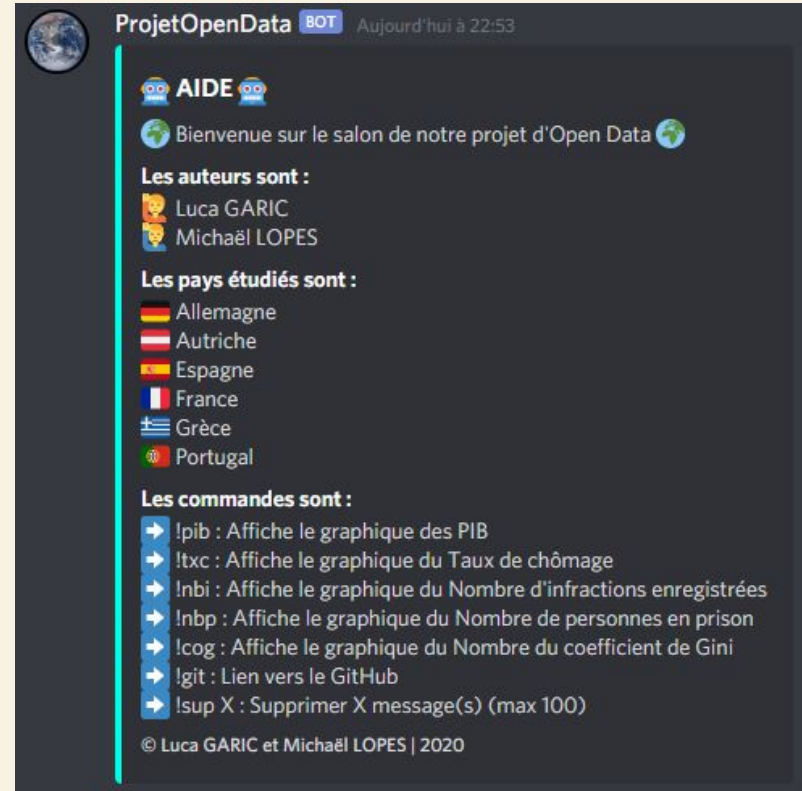 ProjetOpenData BOT Aujourd'hui à 22:53
AIDE
Bienvenue sur le salon de notre projet d'Open Data
Les auteurs sont :
Luca GARIC
Michaël LOPES
Les pays étudiés sont :
Allemagne
Autriche
Espagne
France
Grèce
Portugal
Les commandes sont :
!pib : Affiche le graphique des PIB
!txc : Affiche le graphique du Taux de chômage
!nbi : Affiche le graphique du Nombre d'infractions enregistrées
!nbp : Affiche le graphique du Nombre de personnes en prison
!cog : Affiche le graphique du Nombre du coefficient de Gini
!git : Lien vers le GitHub
!sup X : Supprimer X message(s) (max 100)
© Luca GARIC et Michaël LOPES | 2020